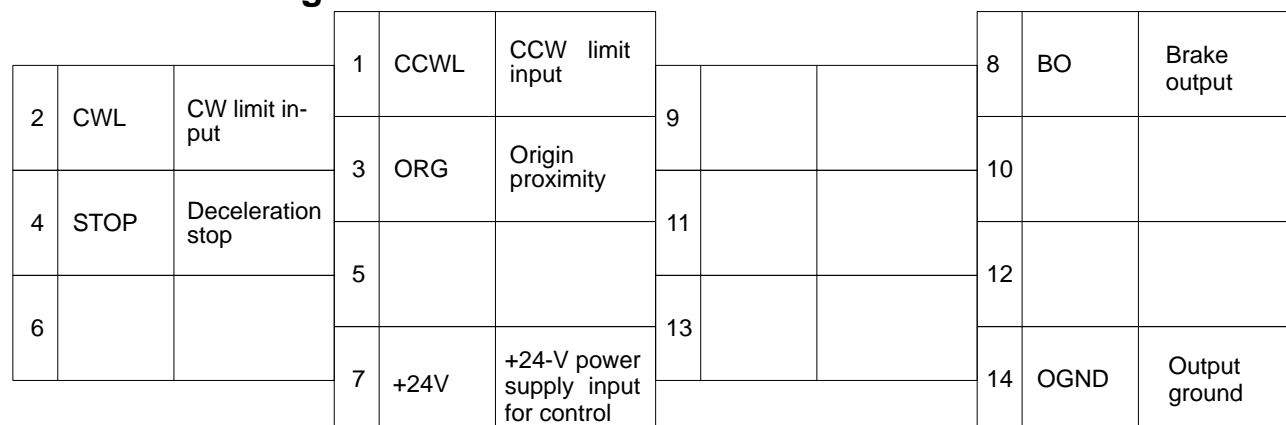 1 CCWL CCW limit
input
8 BO Brake
output
2 CWL CW limit in-
put
9
3 ORG Origin
proximity
10
4 STOP Deceleration
stop
11
5
12
6
13
7 +24V +24-V power
supply input
for control
14 OGND Output
ground